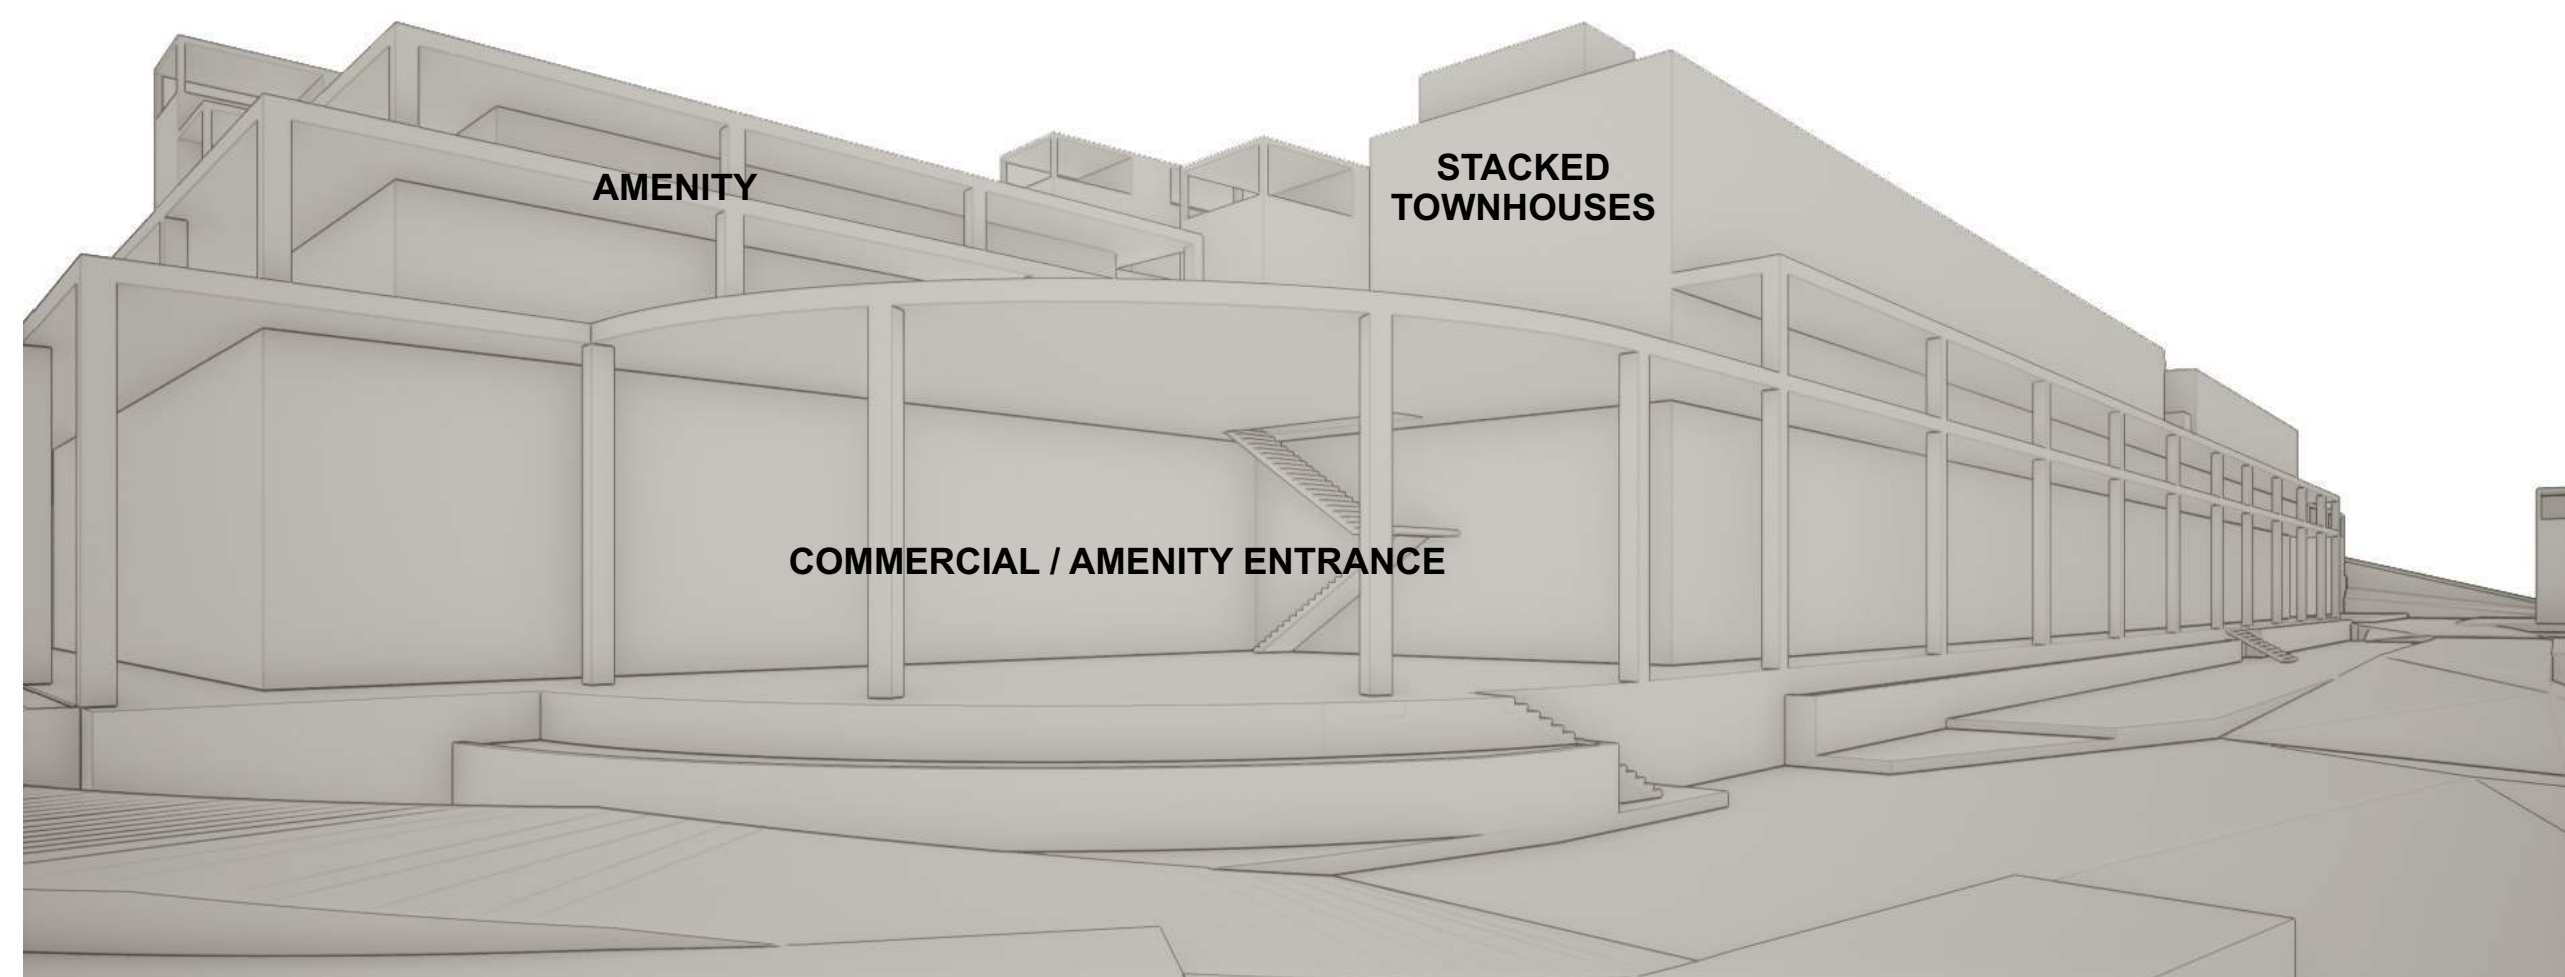 AMENITY
STACKED
TOWNHOUSES
COMMERCIAL / AMENITY ENTRANCE